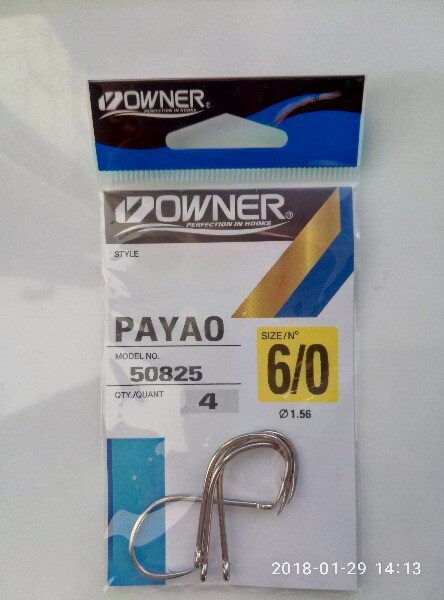 OWNER®
PERFECTION IN HOOKS
OWNER®
PERFECTION IN HOOKS
STYLE
PAYAO
MODEL NO.
50825
QTY./QUANT
4
SIZE/Nº
6/0
Ø1.56
2018-01-29 14:13